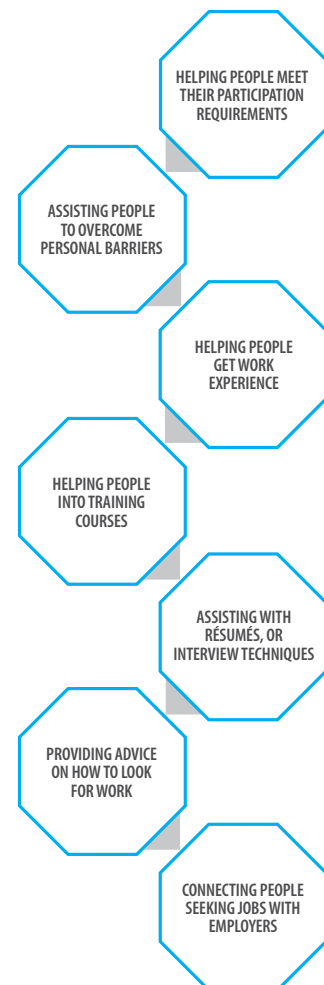 HELPING PEOPLE MEET
THEIR PARTICIPATION
REQUIREMENTS
ASSISTING PEOPLE
TO OVERCOME
PERSONAL BARRIERS
HELPING PEOPLE
GET WORK
EXPERIENCE
HELPING PEOPLE
INTO TRAINING
COURSES
ASSISTING WITH
RÉSUMÉS, OR
INTERVIEW TECHNIQUES
PROVIDING ADVICE
ON HOW TO LOOK
FOR WORK
CONNECTING PEOPLE
SEEKING JOBS WITH
EMPLOYERS